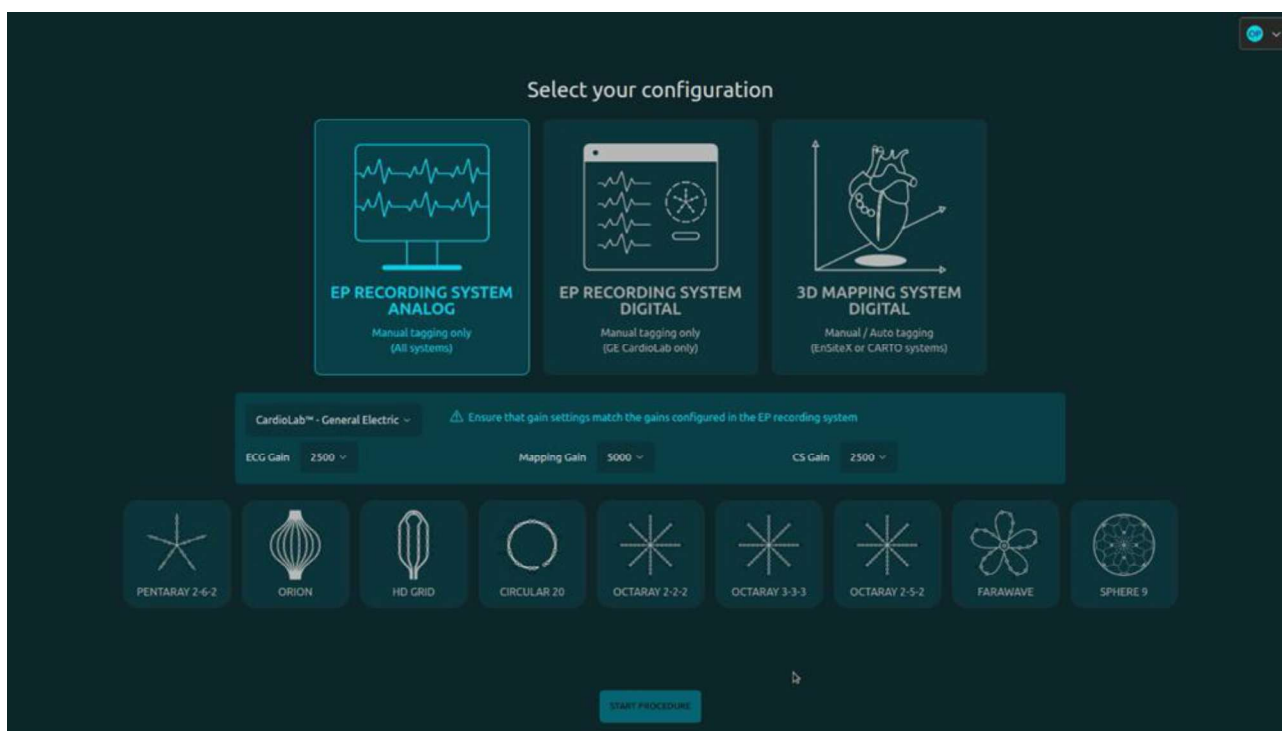 OP
Select your configuration
EP RECORDING SYSTEM
ANALOG
Manual tagging only
(All systems)
EP RECORDING SYSTEM
DIGITAL
Manual tagging only
(GE CardioLab only)
3D MAPPING SYSTEM
DIGITAL
Manual / Auto tagging
(EnSiteX or CARTO systems)
CardioLab™ - General Electric
⚠ Ensure that gain settings match the gains configured in the EP recording system
ECG Gain 2500
Mapping Gain 5000
CS Gain 2500
PENTARAY 2-6-2
ORION
HD GRID
CIRCULAR 20
OCTARAY 2-2-2
OCTARAY 3-3-3
OCTARAY 2-5-2
FARAWAVE
SPHERE 9
START PROCEDURE